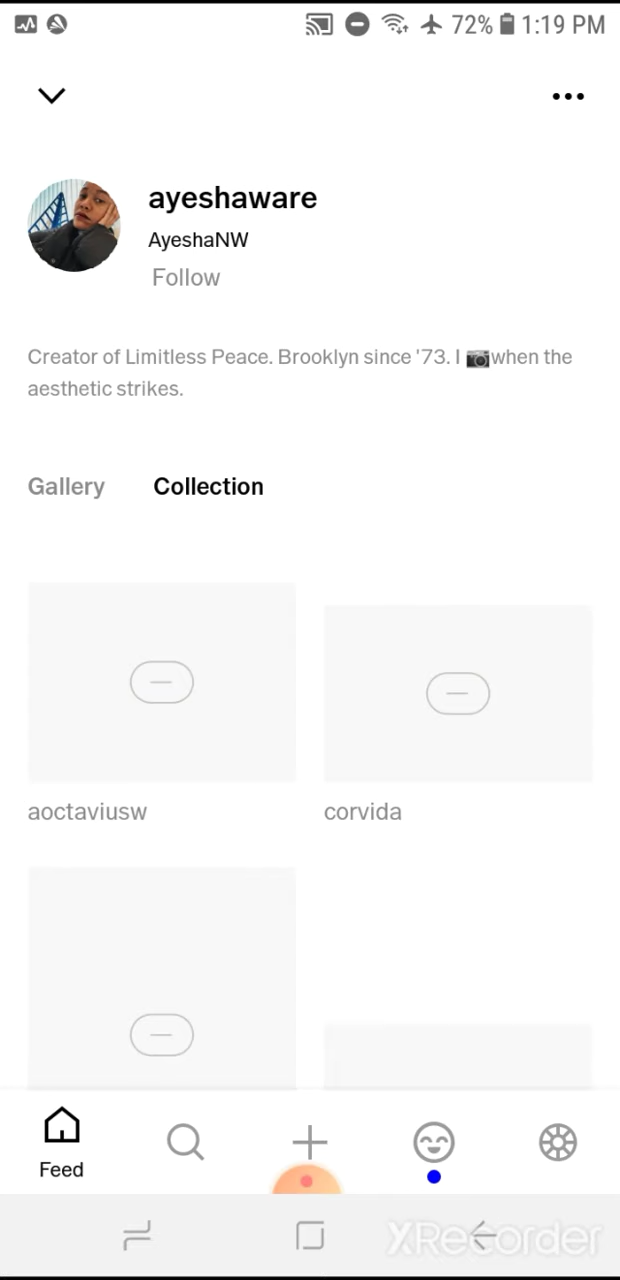 72% 1:19 PM
ayeshaware
AyeshaNW
Follow
Creator of Limitless Peace. Brooklyn since '73. I 📷when the
aesthetic strikes.
Gallery Collection
aoctaviusw corvida
Feed
XRecorder